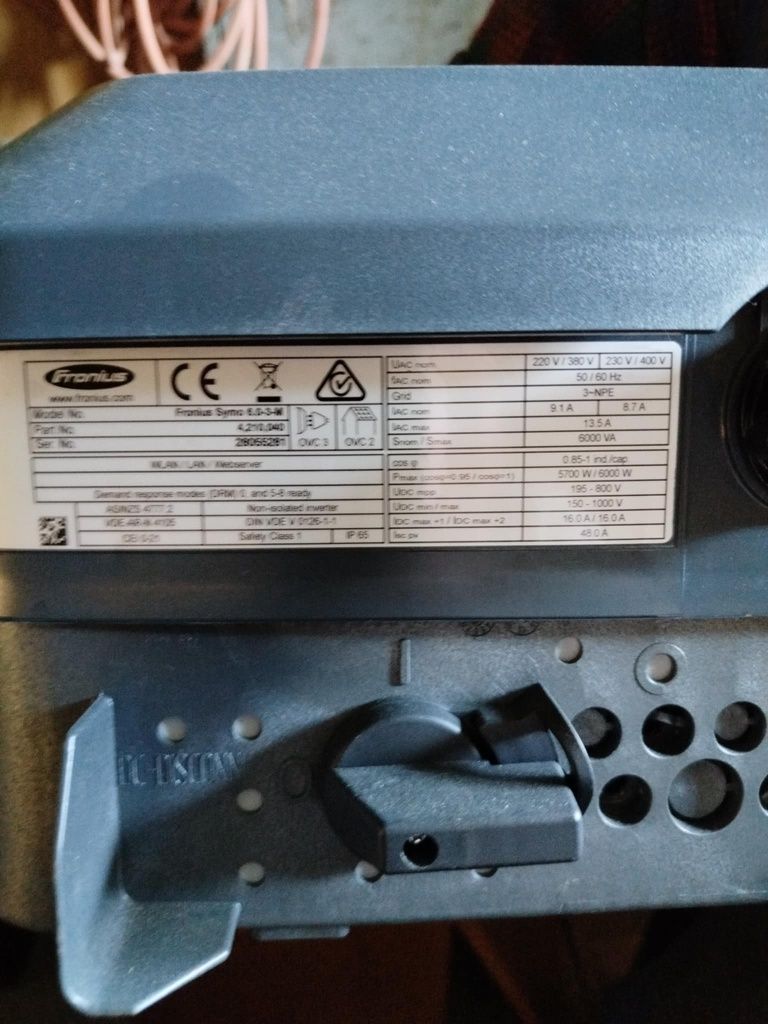 Fronius
www.fronius.com
CE
Model No. Fronius Symo 6.0-3-M
Part No. 4,210,040
Ser. No. 28055281
OVC 3 OVC 2
WLAN / LAN / Webserver
Demand response modes (DRM) 0, and 5-8 ready
AS/NZS 4777.2 Non-isolated inverter
VDE-AR-N 4105 DIN VDE V 0126-1-1
CEI 0-21 Safety Class 1 IP 65
UAC nom 220 V / 380 V 230 V / 400 V
fAC nom 50 / 60 Hz
Grid 3~NPE
IAC nom 9.1 A 8.7 A
IAC max 13.5 A
Snom / Smax 6000 VA
cos φ 0.85-1 ind./cap
Pmax (cosφ=0.95 / cosφ=1) 5700 W / 6000 W
UDC mpp 195 - 800 V
UDC min / max 150 - 1000 V
IDC max #1 / IDC max #2 16.0 A / 16.0 A
Isc pv 48.0 A